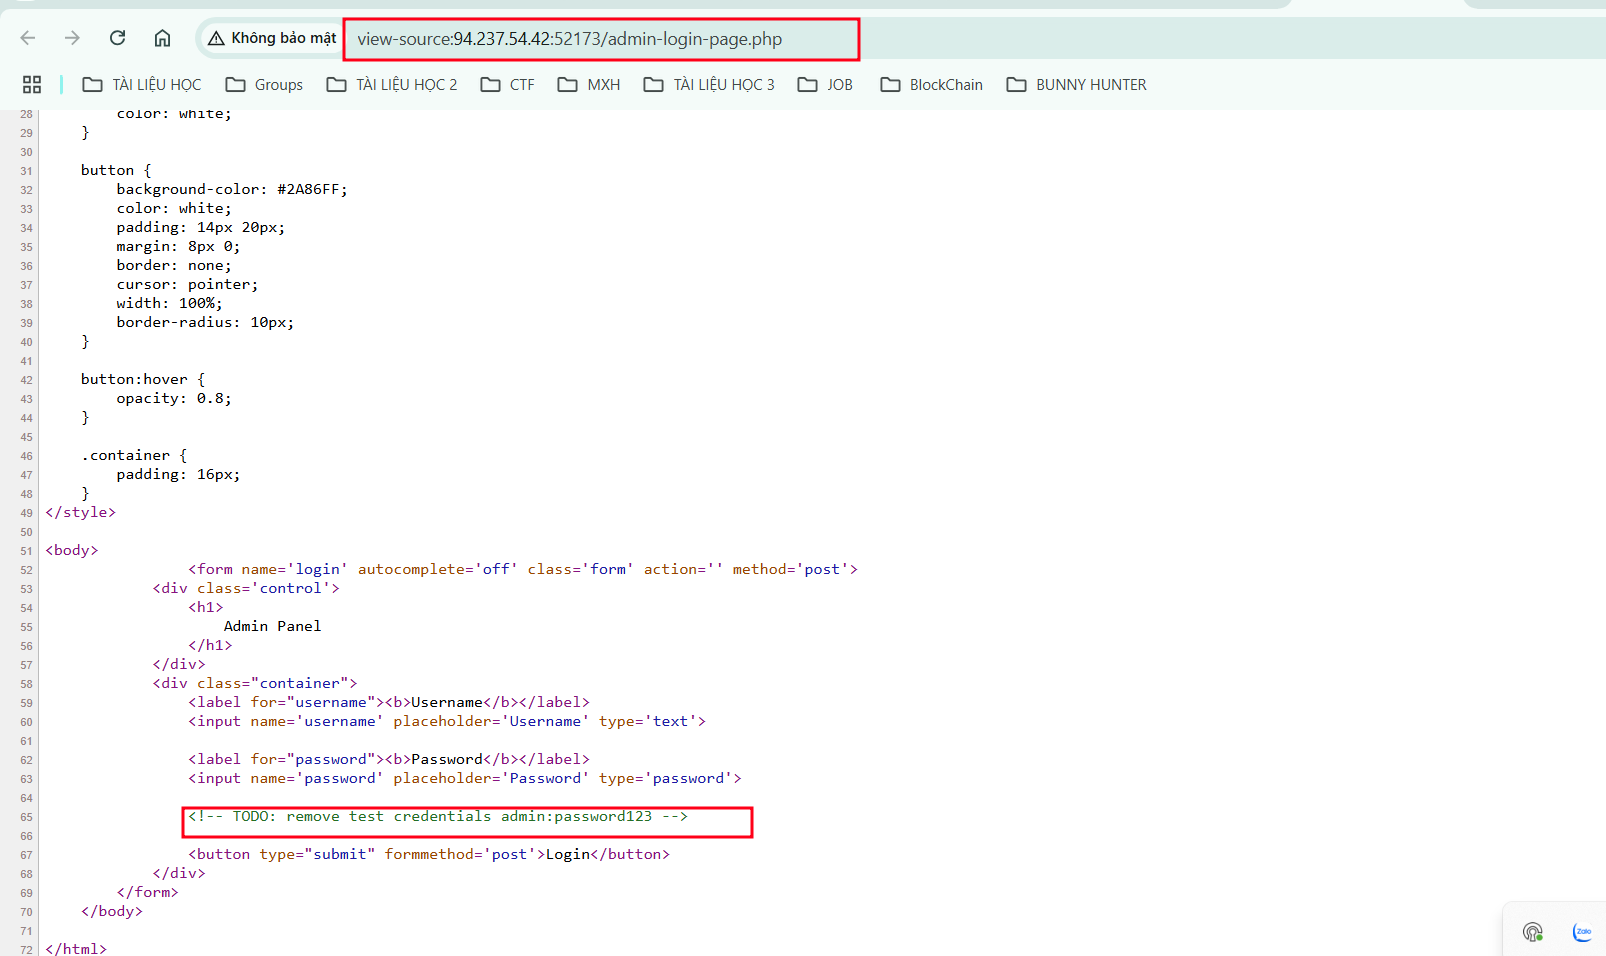 Không bảo mật view-source:94.237.54.42:52173/admin-login-page.php
TÀI LIỆU HỌC Groups TÀI LIỆU HỌC 2 CTF MXH TÀI LIỆU HỌC 3 JOB BlockChain BUNNY HUNTER
28 color: white;
29 }
30
31 button {
32 background-color: #2A86FF;
33 color: white;
34 padding: 14px 20px;
35 margin: 8px 0;
36 border: none;
37 cursor: pointer;
38 width: 100%;
39 border-radius: 10px;
40 }
41
42 button:hover {
43 opacity: 0.8;
44 }
45
46 .container {
47 padding: 16px;
48 }
49 </style>
50
51 <body>
52 <form name='login' autocomplete='off' class='form' action='' method='post'>
53 <div class='control'>
54 <h1>
55 Admin Panel
56 </h1>
57 </div>
58 <div class="container">
59 <label for="username"><b>Username</b></label>
60 <input name='username' placeholder='Username' type='text'>
61
62 <label for="password"><b>Password</b></label>
63 <input name='password' placeholder='Password' type='password'>
64
65 <!-- TODO: remove test credentials admin:password123 -->
66
67 <button type="submit" formmethod='post'>Login</button>
68 </div>
69 </form>
70 </body>
71
72 </html>
Zalo